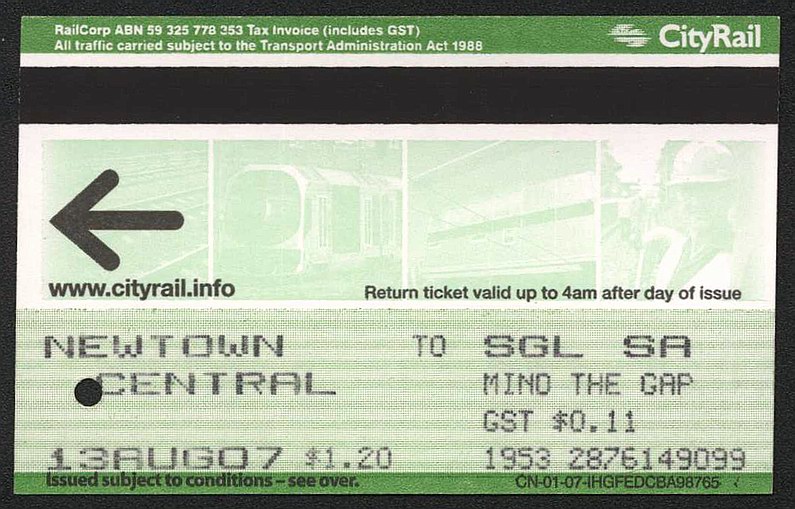 RailCorp ABN 59 325 778 353 Tax Invoice (includes GST)
All traffic carried subject to the Transport Administration Act 1988
CityRail
www.cityrail.info
Return ticket valid up to 4am after day of issue
NEWTOWN TO SGL SA
CENTRAL MIND THE GAP
GST $0.11
13AUG07 $1.20 1953 2876149099
Issued subject to conditions – see over. CN-01-07-IHGFEDCBA98765